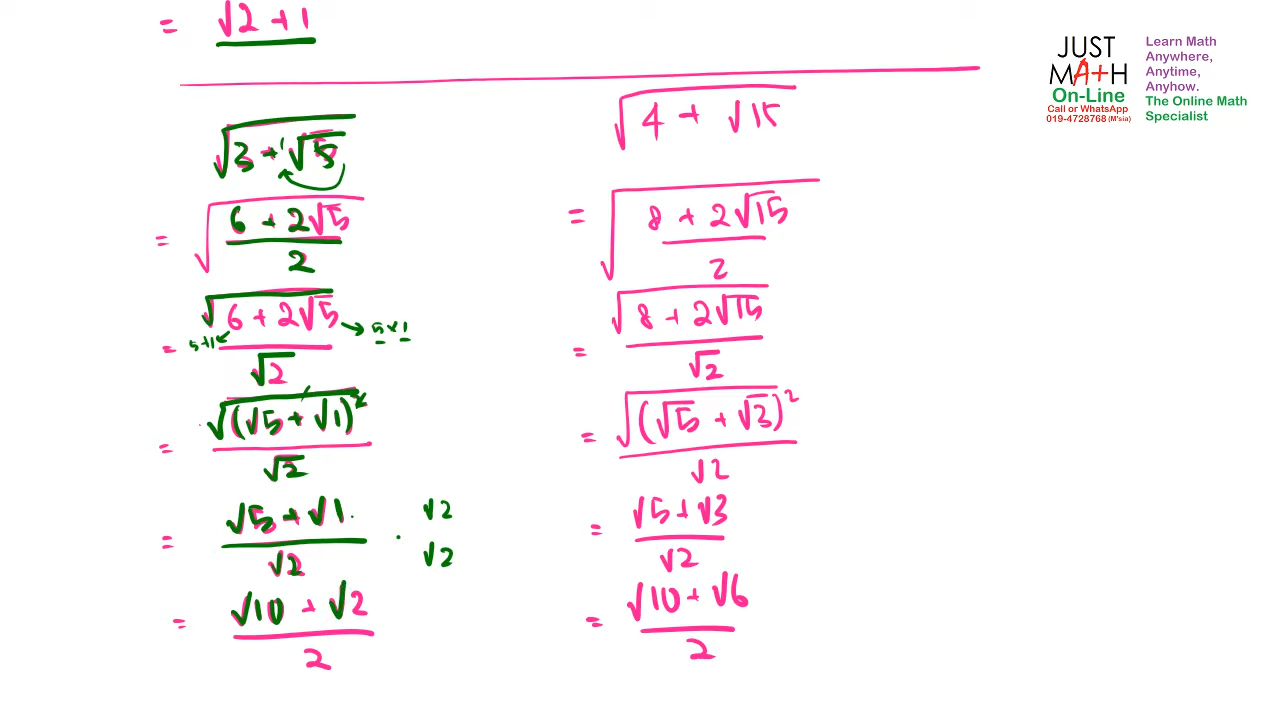 = √2 + 1
JUST
MATH
On-Line
Call or WhatsApp
019-4728768 (M'sia)
Learn Math
Anywhere,
Anytime,
Anyhow.
The Online Math
Specialist
√(3 + 1√5)
= √((6 + 2√5)/2)
= √(6 + 2√5)/√2
5+1
5 × 1
= √((√5 + √1)²)/√2
= (√5 + √1)/√2 · √2/√2
= (√10 + √2)/2
√(4 + √15)
= √((8 + 2√15)/2)
= √(8 + 2√15)/√2
= √((√5 + √3)²)/√2
= (√5 + √3)/√2
= (√10 + √6)/2